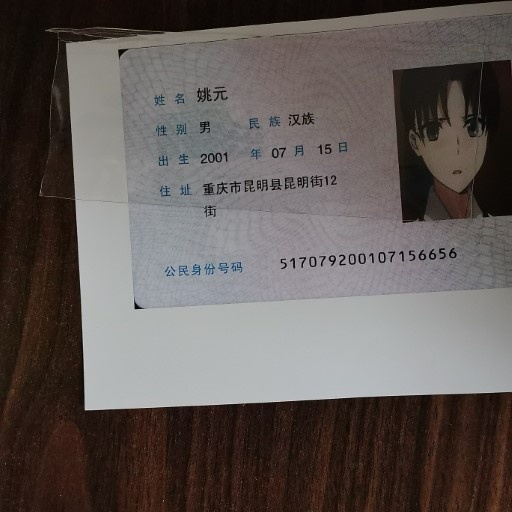 姓名 姚元
性别 男 民族 汉族
出生 2001 年 07 月 15 日
住址 重庆市昆明县昆明街12
街
公民身份号码 517079200107156656